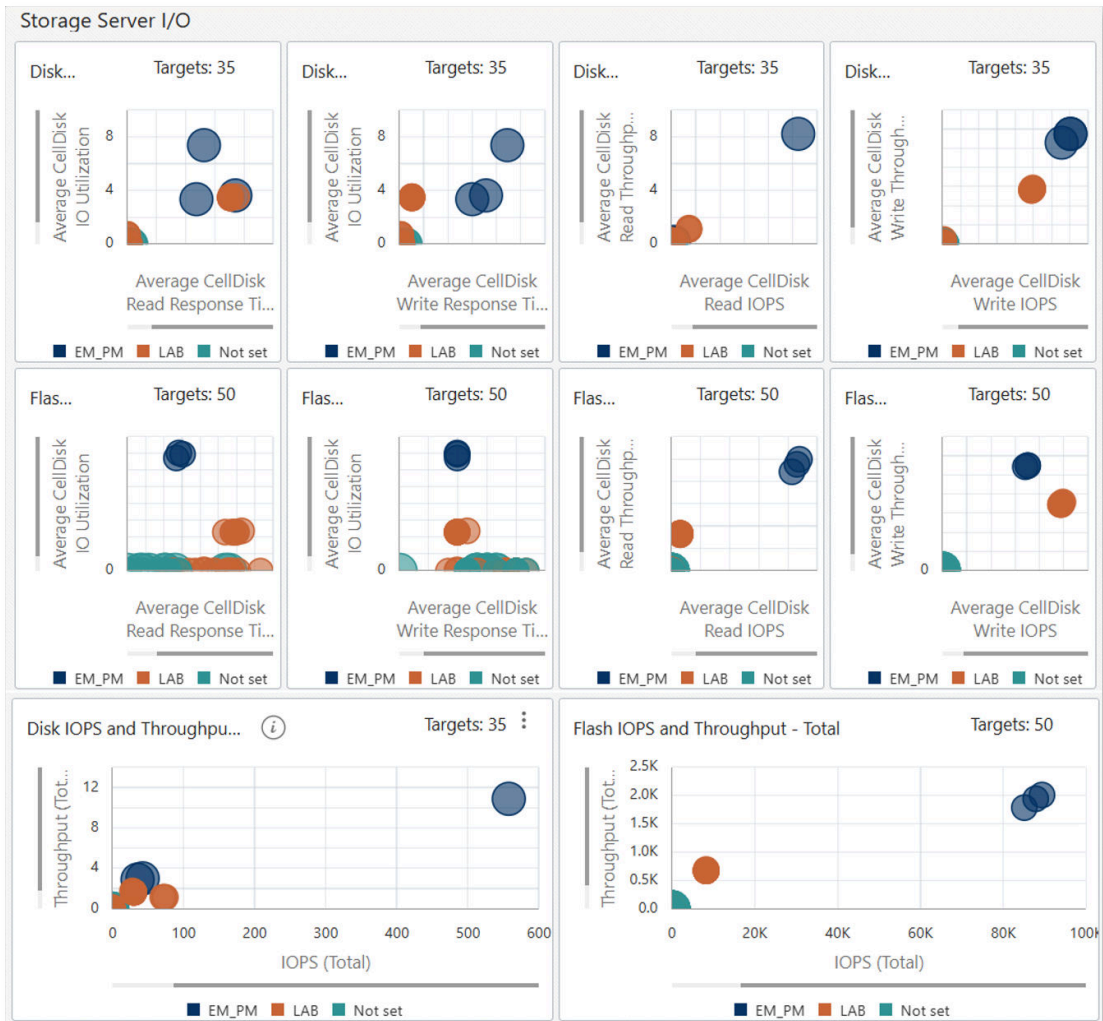 Storage Server I/O
Disk... Targets: 35
Average CellDisk
IO Utilization
8
4
0
Average CellDisk
Read Response Ti...
EM_PM LAB Not set
Disk... Targets: 35
Average CellDisk
IO Utilization
8
4
0
Average CellDisk
Write Response Ti...
EM_PM LAB Not set
Disk... Targets: 35
Average CellDisk
Read Throughp...
8
4
0
Average CellDisk
Read IOPS
EM_PM LAB Not set
Disk... Targets: 35
Average CellDisk
Write Through...
8
4
0
Average CellDisk
Write IOPS
EM_PM LAB Not set
Flas... Targets: 50
Average CellDisk
IO Utilization
0
Average CellDisk
Read Response Ti...
EM_PM LAB Not set
Flas... Targets: 50
Average CellDisk
IO Utilization
0
Average CellDisk
Write Response Ti...
EM_PM LAB Not set
Flas... Targets: 50
Average CellDisk
Read Throughp...
0
Average CellDisk
Read IOPS
EM_PM LAB Not set
Flas... Targets: 50
Average CellDisk
Write Through...
0
Average CellDisk
Write IOPS
EM_PM LAB Not set
Disk IOPS and Throughpu... i Targets: 35
Throughput (Tot...
12
8
4
0
0 100 200 300 400 500 600
IOPS (Total)
EM_PM LAB Not set
Flash IOPS and Throughput - Total Targets: 50
Throughput (Tot...
2.5K
2.0K
1.5K
1.0K
0.5K
0.0
0 20K 40K 60K 80K 100K
IOPS (Total)
EM_PM LAB Not set